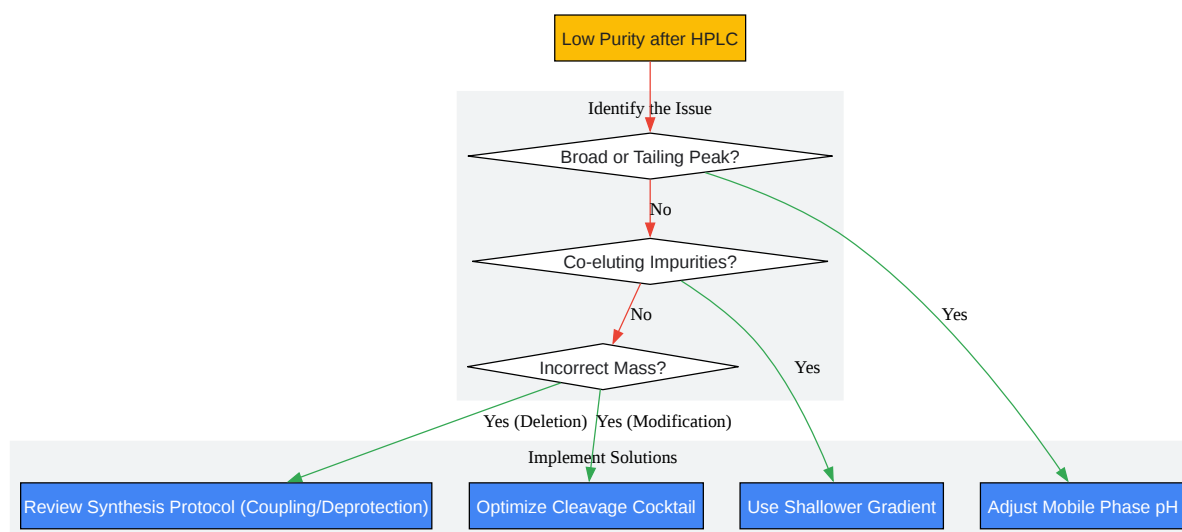 Low Purity after HPLC
Identify the Issue
Broad or Tailing Peak?
No
Co-eluting Impurities?
No
Yes
Incorrect Mass?
Yes
Yes (Deletion)
Yes (Modification)
Implement Solutions
Review Synthesis Protocol (Coupling/Deprotection)
Optimize Cleavage Cocktail
Use Shallower Gradient
Adjust Mobile Phase pH